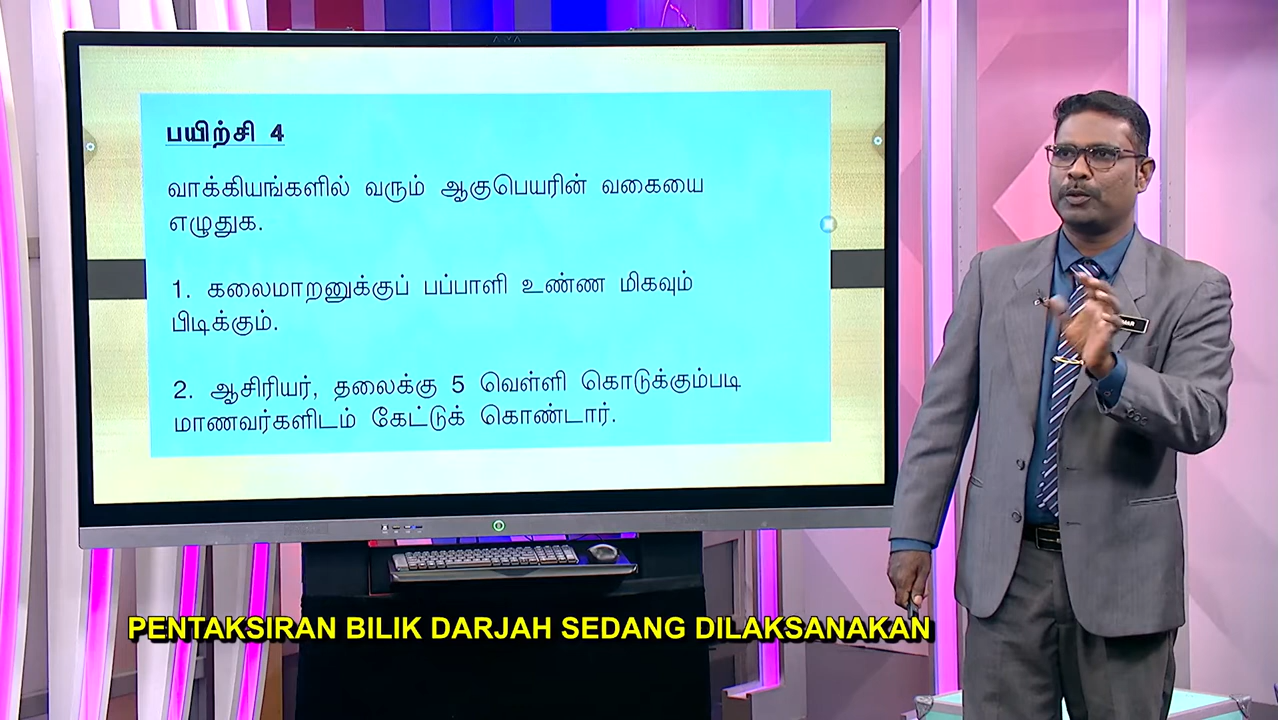 பயிற்சி 4
வாக்கியங்களில் வரும் ஆகுபெயரின் வகையை
எழுதுக.
1. கலைமாறனுக்குப் பப்பாளி உண்ண மிகவும்
பிடிக்கும்.
2. ஆசிரியர், தலைக்கு 5 வெள்ளி கொடுக்கும்படி
மாணவர்களிடம் கேட்டுக் கொண்டார்.
PENTAKSIRAN BILIK DARJAH SEDANG DILAKSANAKAN